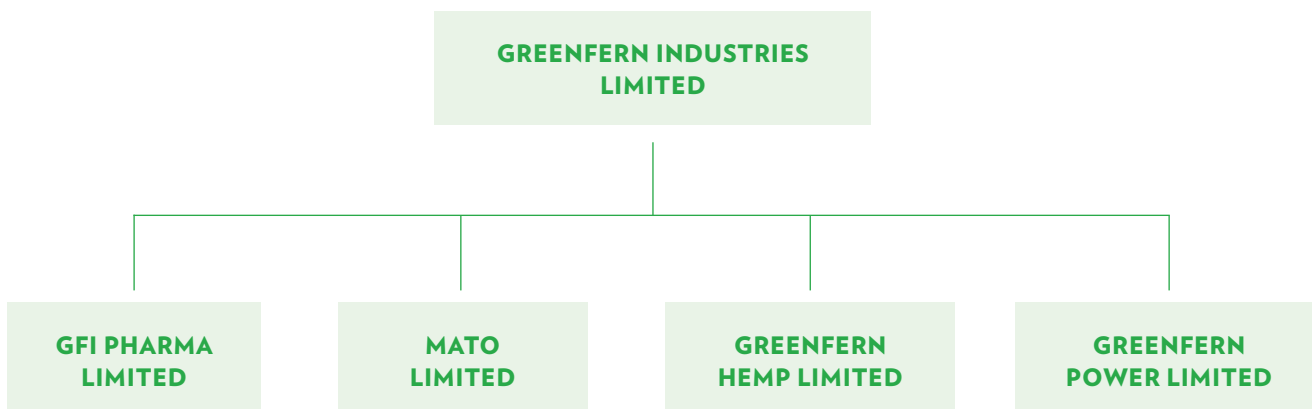 GREENFERN INDUSTRIES
LIMITED
GFI PHARMA
LIMITED
MATO
LIMITED
GREENFERN
HEMP LIMITED
GREENFERN
POWER LIMITED